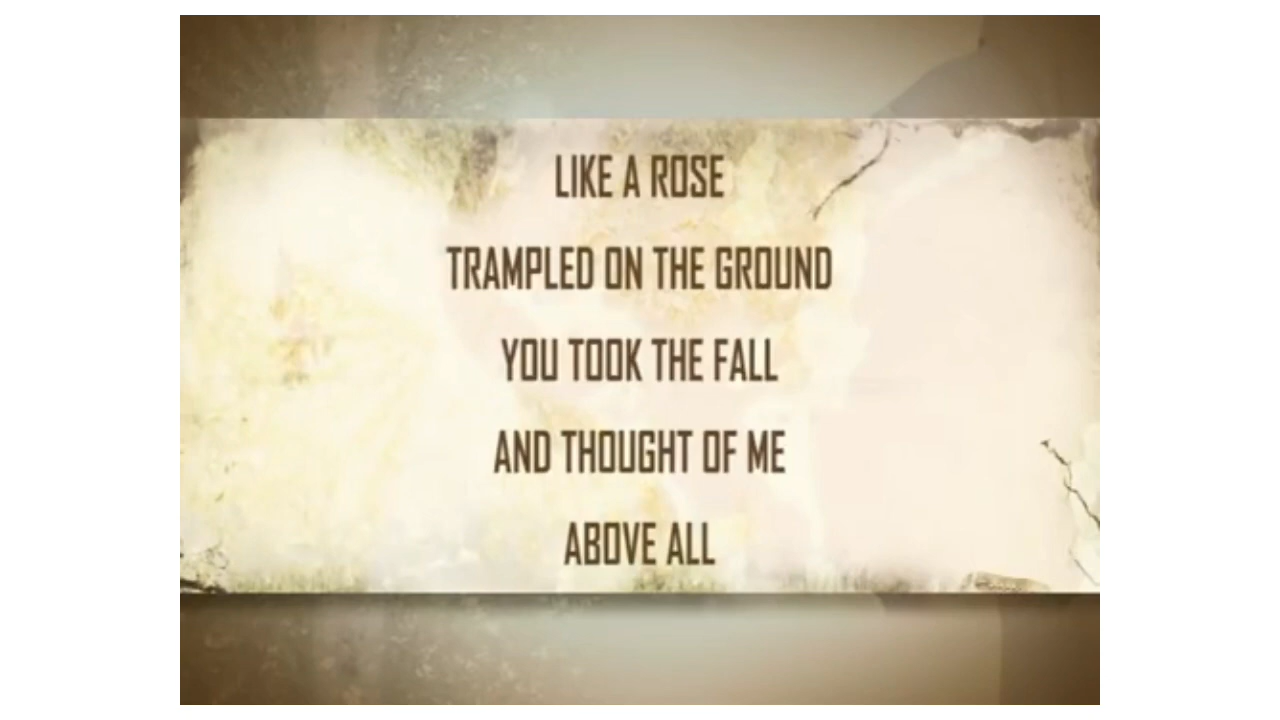 LIKE A ROSE
TRAMPLED ON THE GROUND
YOU TOOK THE FALL
AND THOUGHT OF ME
ABOVE ALL